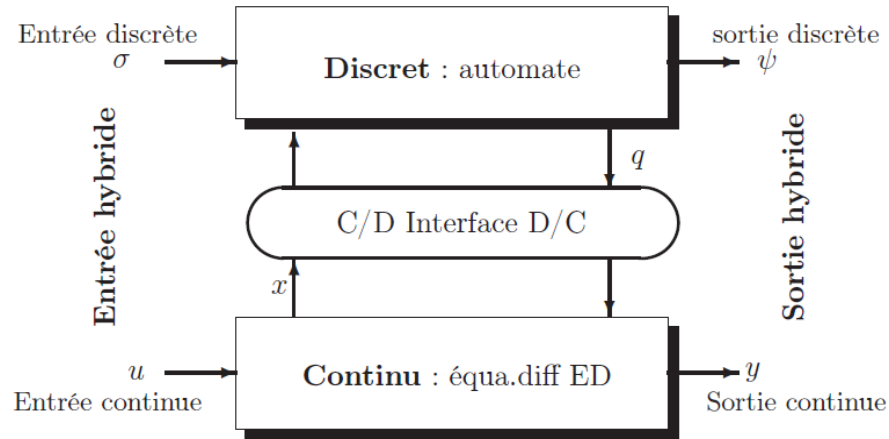 Entrée discrète
σ
Discret : automate
sortie discrète
ψ
q
Entrée hybride
C/D Interface D/C
Sortie hybride
x
u
Entrée continue
Continu : équa.diff ED
y
Sortie continue